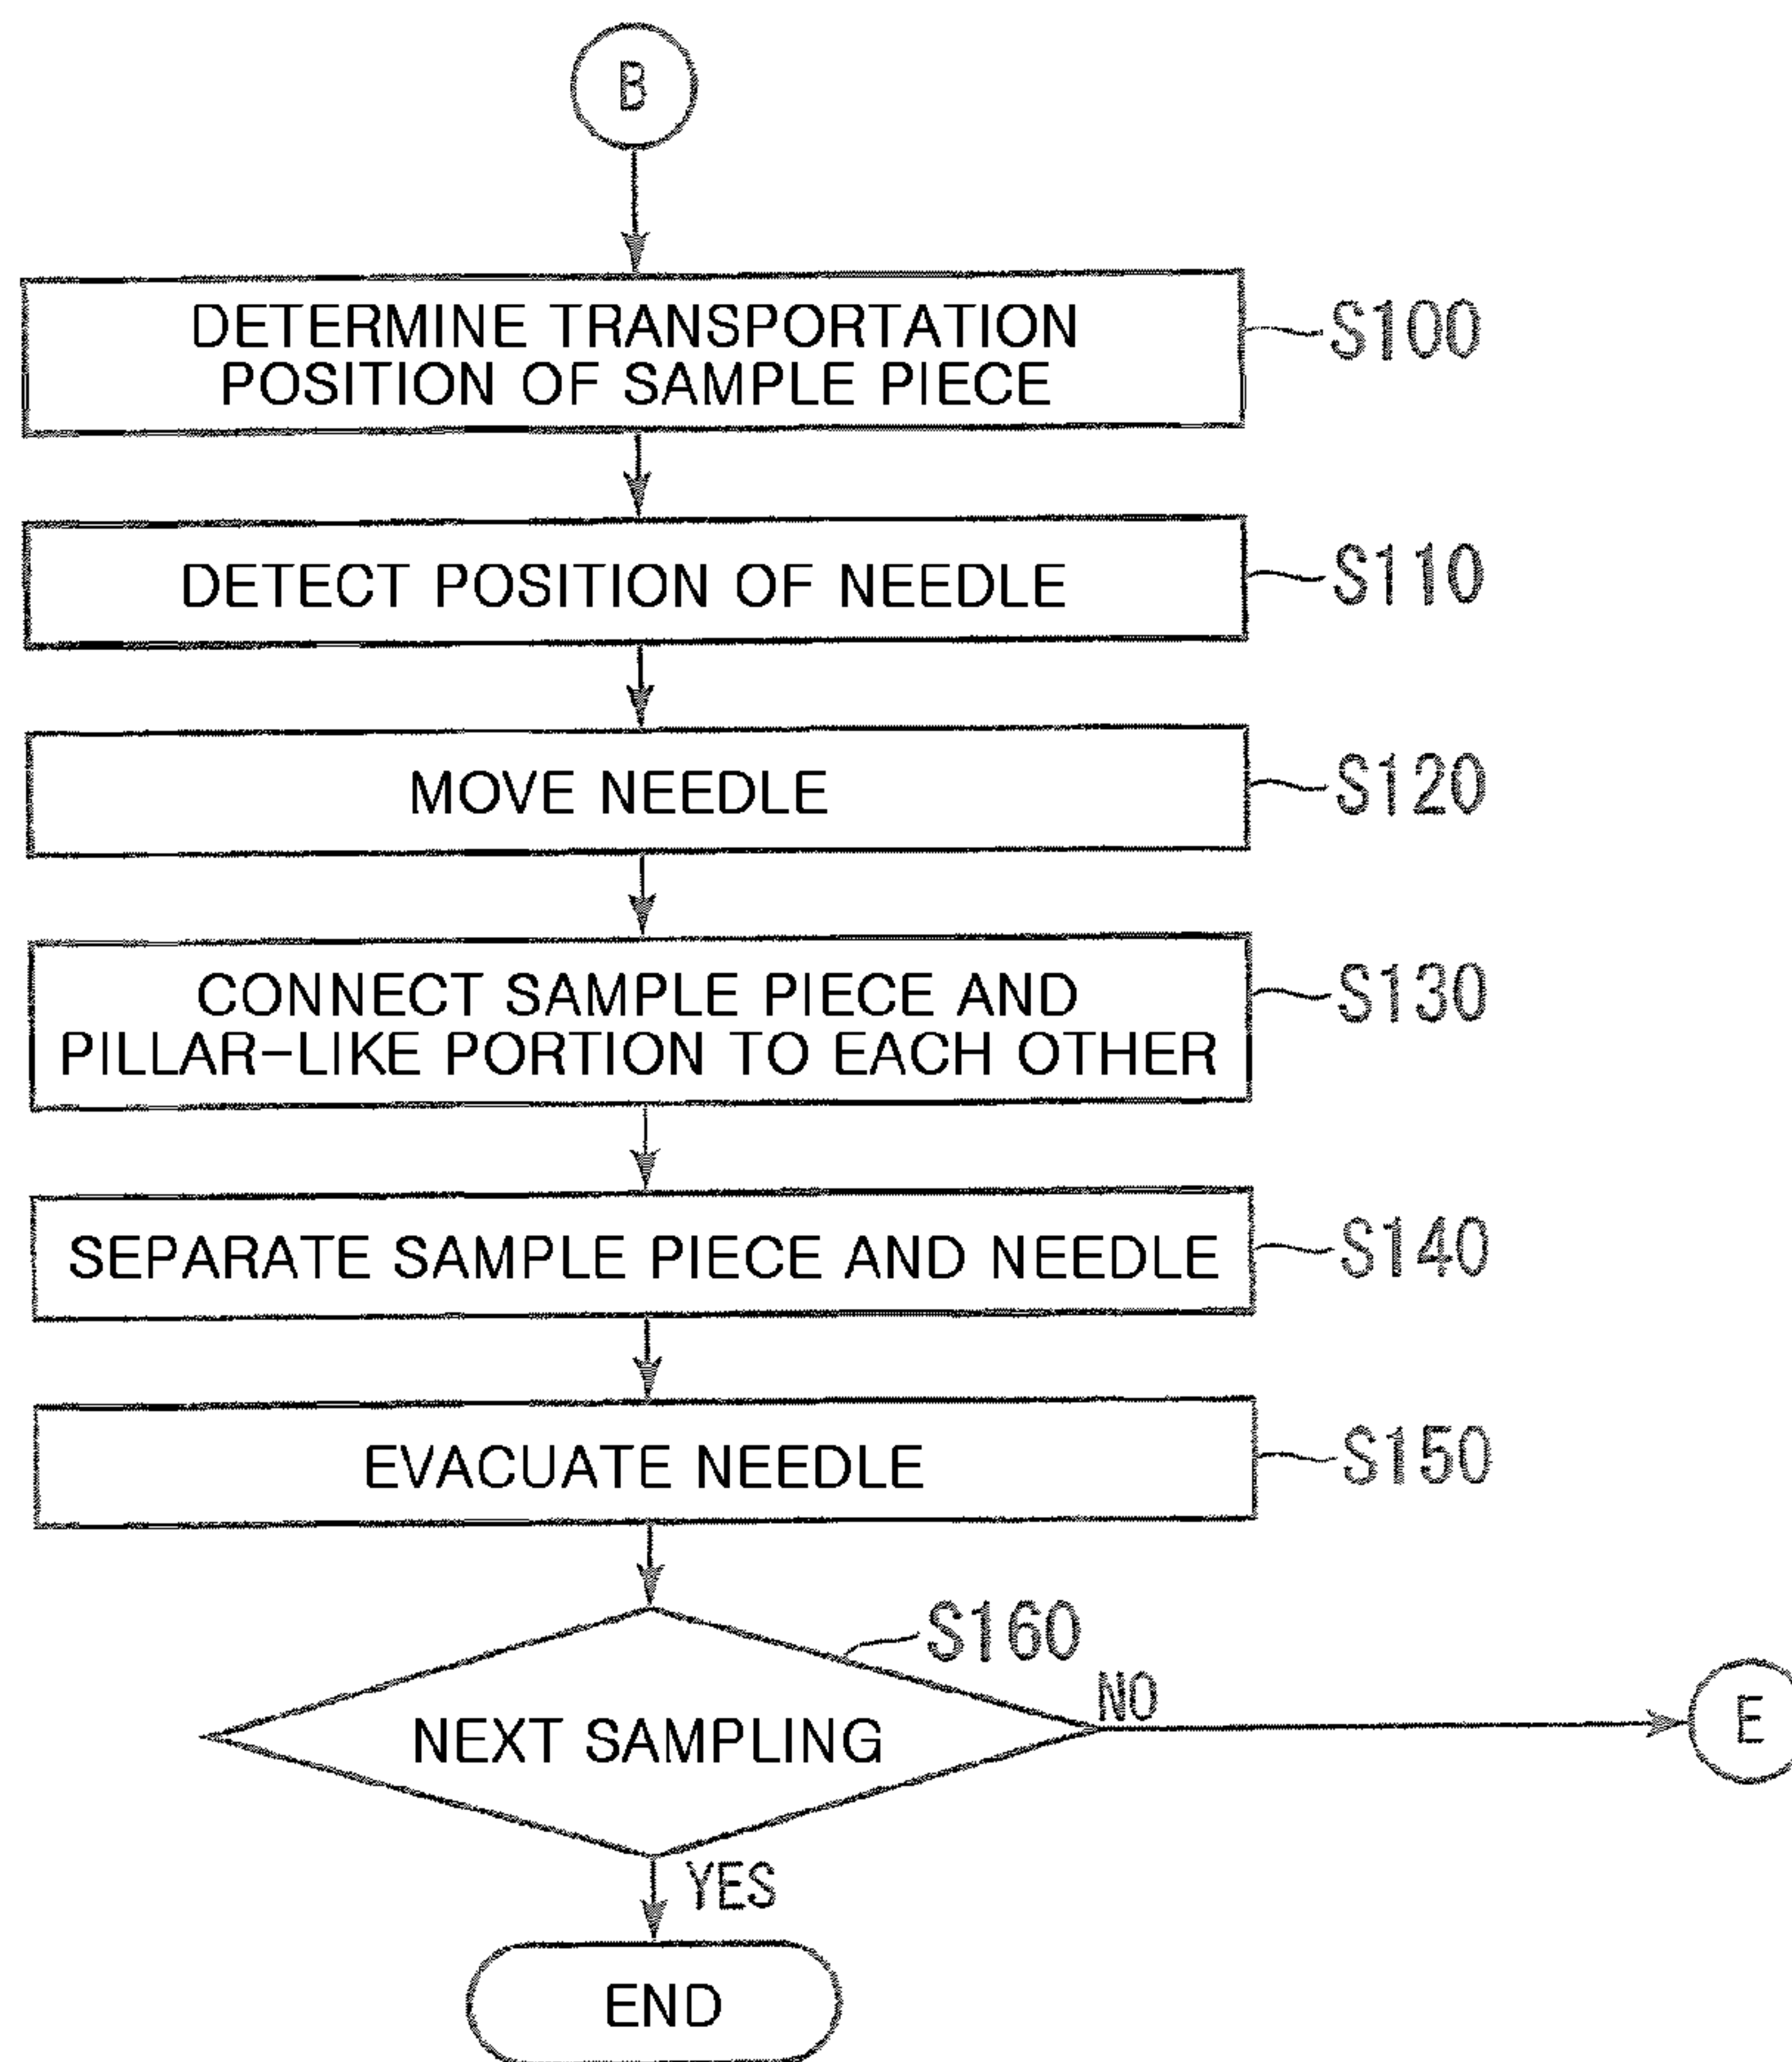 B
DETERMINE TRANSPORTATION
POSITION OF SAMPLE PIECE
S100
DETECT POSITION OF NEEDLE
S110
MOVE NEEDLE
S120
CONNECT SAMPLE PIECE AND
PILLAR-LIKE PORTION TO EACH OTHER
S130
SEPARATE SAMPLE PIECE AND NEEDLE
S140
EVACUATE NEEDLE
S150
S160
NEXT SAMPLING
NO
E
YES
END